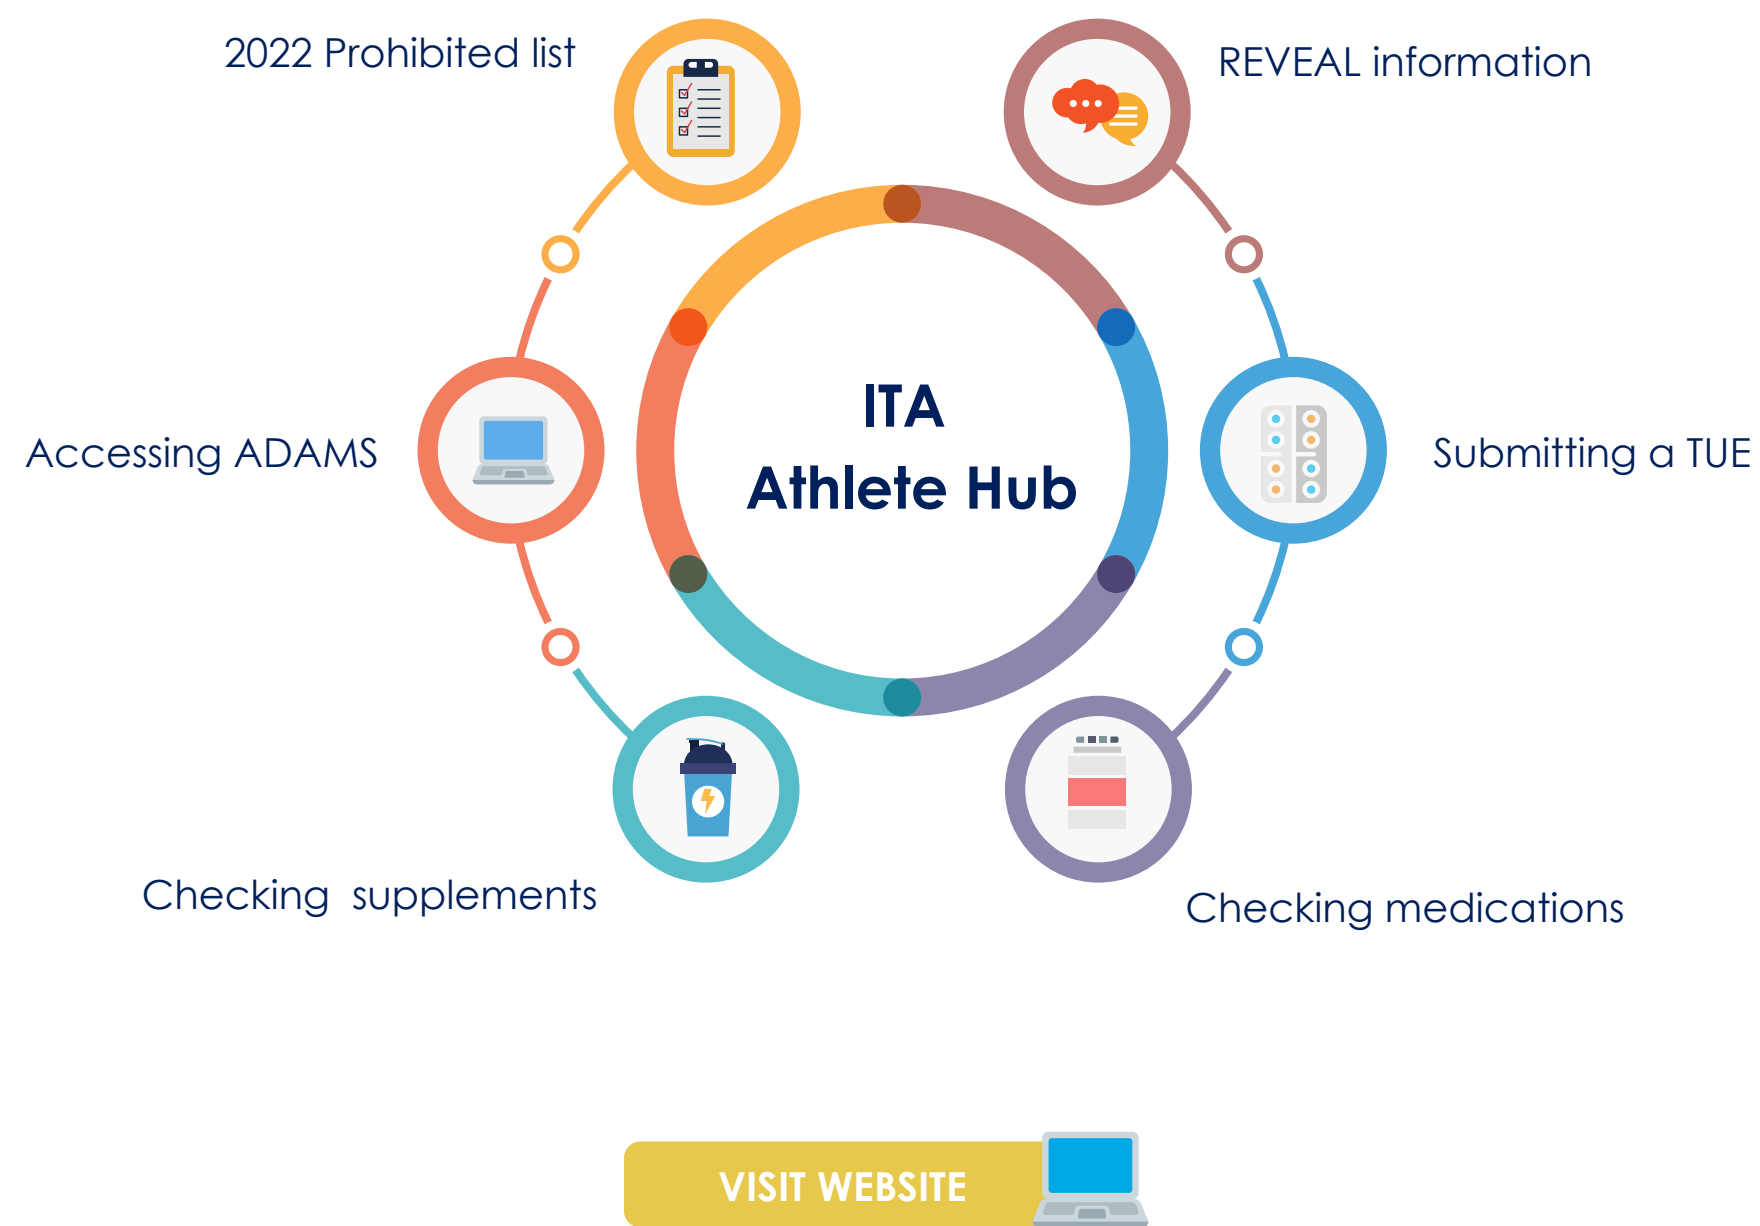 2022 Prohibited list
REVEAL information
ITA
Athlete Hub
Accessing ADAMS
Submitting a TUE
Checking supplements
Checking medications
VISIT WEBSITE